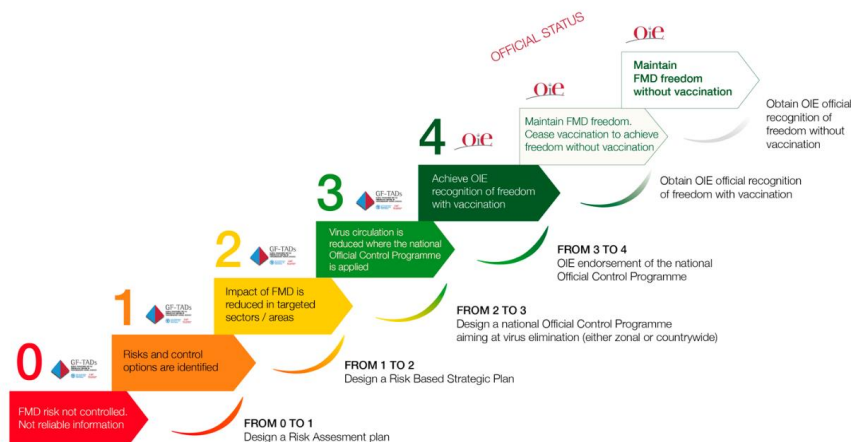 OFFICIAL STATUS
OiE
Maintain
FMD freedom
without vaccination
Obtain OIE official
recognition of
freedom without
vaccination
OiE
Maintain FMD freedom.
Cease vaccination to achieve
freedom without vaccination
Obtain OIE official recognition
of freedom with vaccination
4
OiE
Achieve OIE
recognition of freedom
with vaccination
FROM 3 TO 4
OIE endorsement of the national
Official Control Programme
3
GF-TADs
Virus circulation is
reduced where the national
Official Control Programme
is applied
FROM 2 TO 3
Design a national Official Control Programme
aiming at virus elimination (either zonal or countrywide)
2
GF-TADs
Impact of FMD is
reduced in targeted
sectors / areas
FROM 1 TO 2
Design a Risk Based Strategic Plan
1
GF-TADs
Risks and control
options are identified
FROM 0 TO 1
Design a Risk Assesment plan
0
GF-TADs
FMD risk not controlled.
Not reliable information